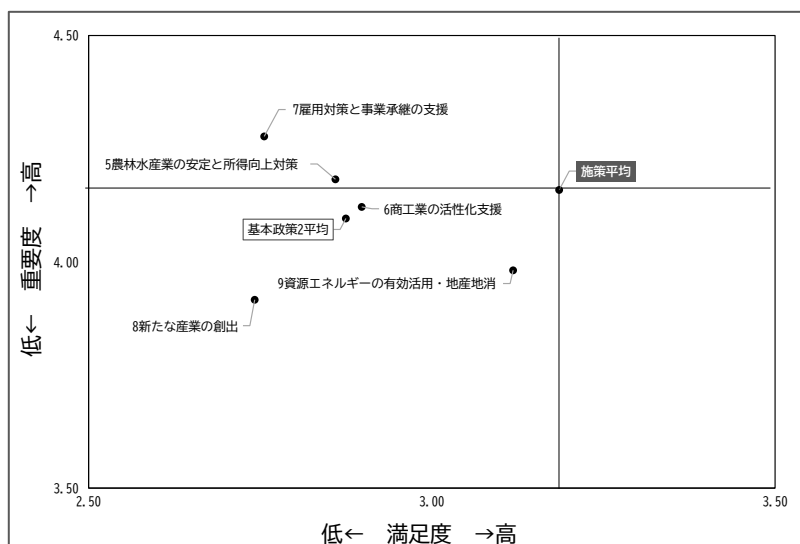 4.50
7雇用対策と事業承継の支援
5農林水産業の安定と所得向上対策
施策平均
6商工業の活性化支援
基本政策2平均
4.00
9資源エネルギーの有効活用・地産地消
8新たな産業の創出
低← 重要度 →高
3.50
2.50
3.00
3.50
低← 満足度 →高